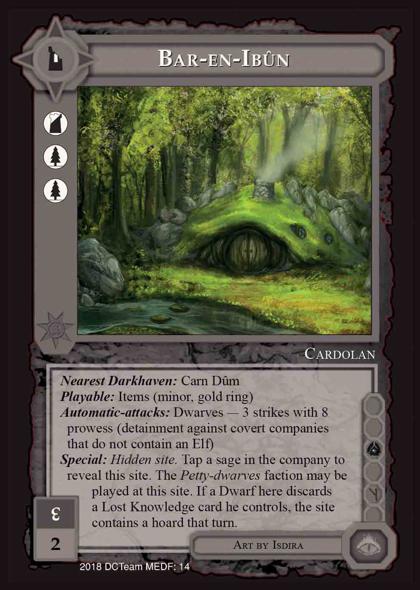 BAR-EN-IBÛN
CARDOLAN
Nearest Darkhaven: Carn Dûm
Playable: Items (minor, gold ring)
Automatic-attacks: Dwarves — 3 strikes with 8
prowess (detainment against covert companies
that do not contain an Elf)
Special: Hidden site. Tap a sage in the company to
reveal this site. The Petty-dwarves faction may be
played at this site. If a Dwarf here discards
a Lost Knowledge card he controls, the site
contains a hoard that turn.
ε
2
ART BY ISDIRA
2018 DCTeam MEDF: 14